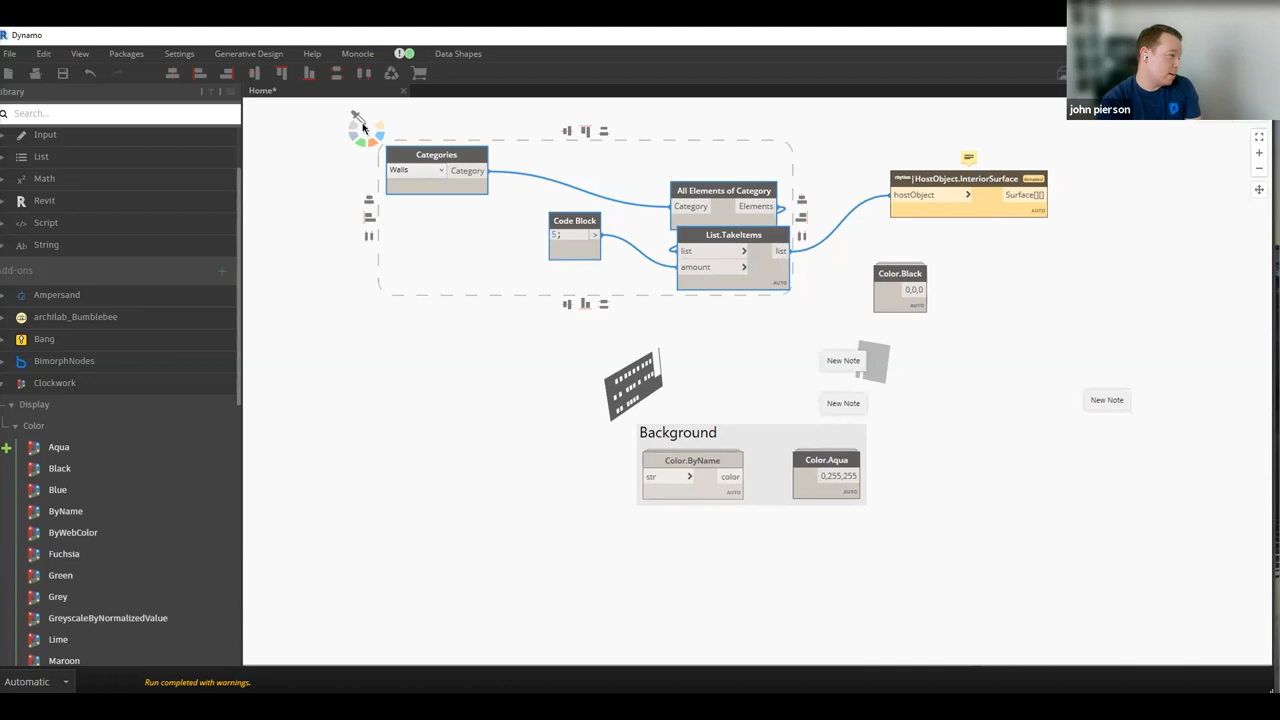 Dynamo
File Edit View Packages Settings Generative Design Help Monocle Data Shapes
Home*
Library
Search...
Input
List
Math
Revit
Script
String
Add-ons
Ampersand
archilab_Bumblebee
Bang
BimorphNodes
Clockwork
Display
Color
Aqua
Black
Blue
ByName
ByWebColor
Fuchsia
Green
Grey
GreyscaleByNormalizedValue
Lime
Maroon
Automatic
Run completed with warnings.
Categories
Walls
Category
Code Block
5;
>
All Elements of Category
Category Elements
List.TakeItems
list > list
amount >
AUTO
HostObject.InteriorSurface
hostObject > Surface[]
AUTO
Color.Black
0,0,0
AUTO
New Note
New Note
New Note
Background
Color.ByName
str > color
AUTO
Color.Aqua
0,255,255
AUTO
john pierson